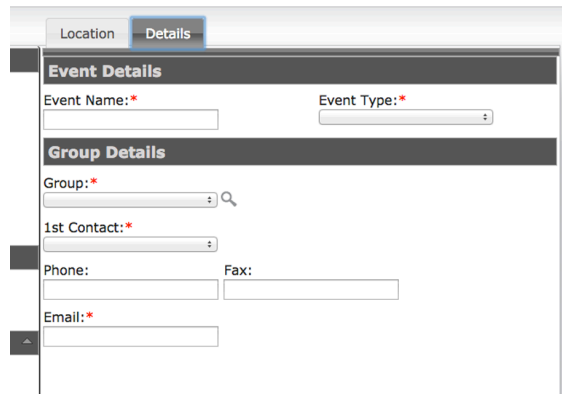 Location Details
Event Details
Event Name:* Event Type:*
Group Details
Group:*
1st Contact:*
Phone: Fax:
Email:*